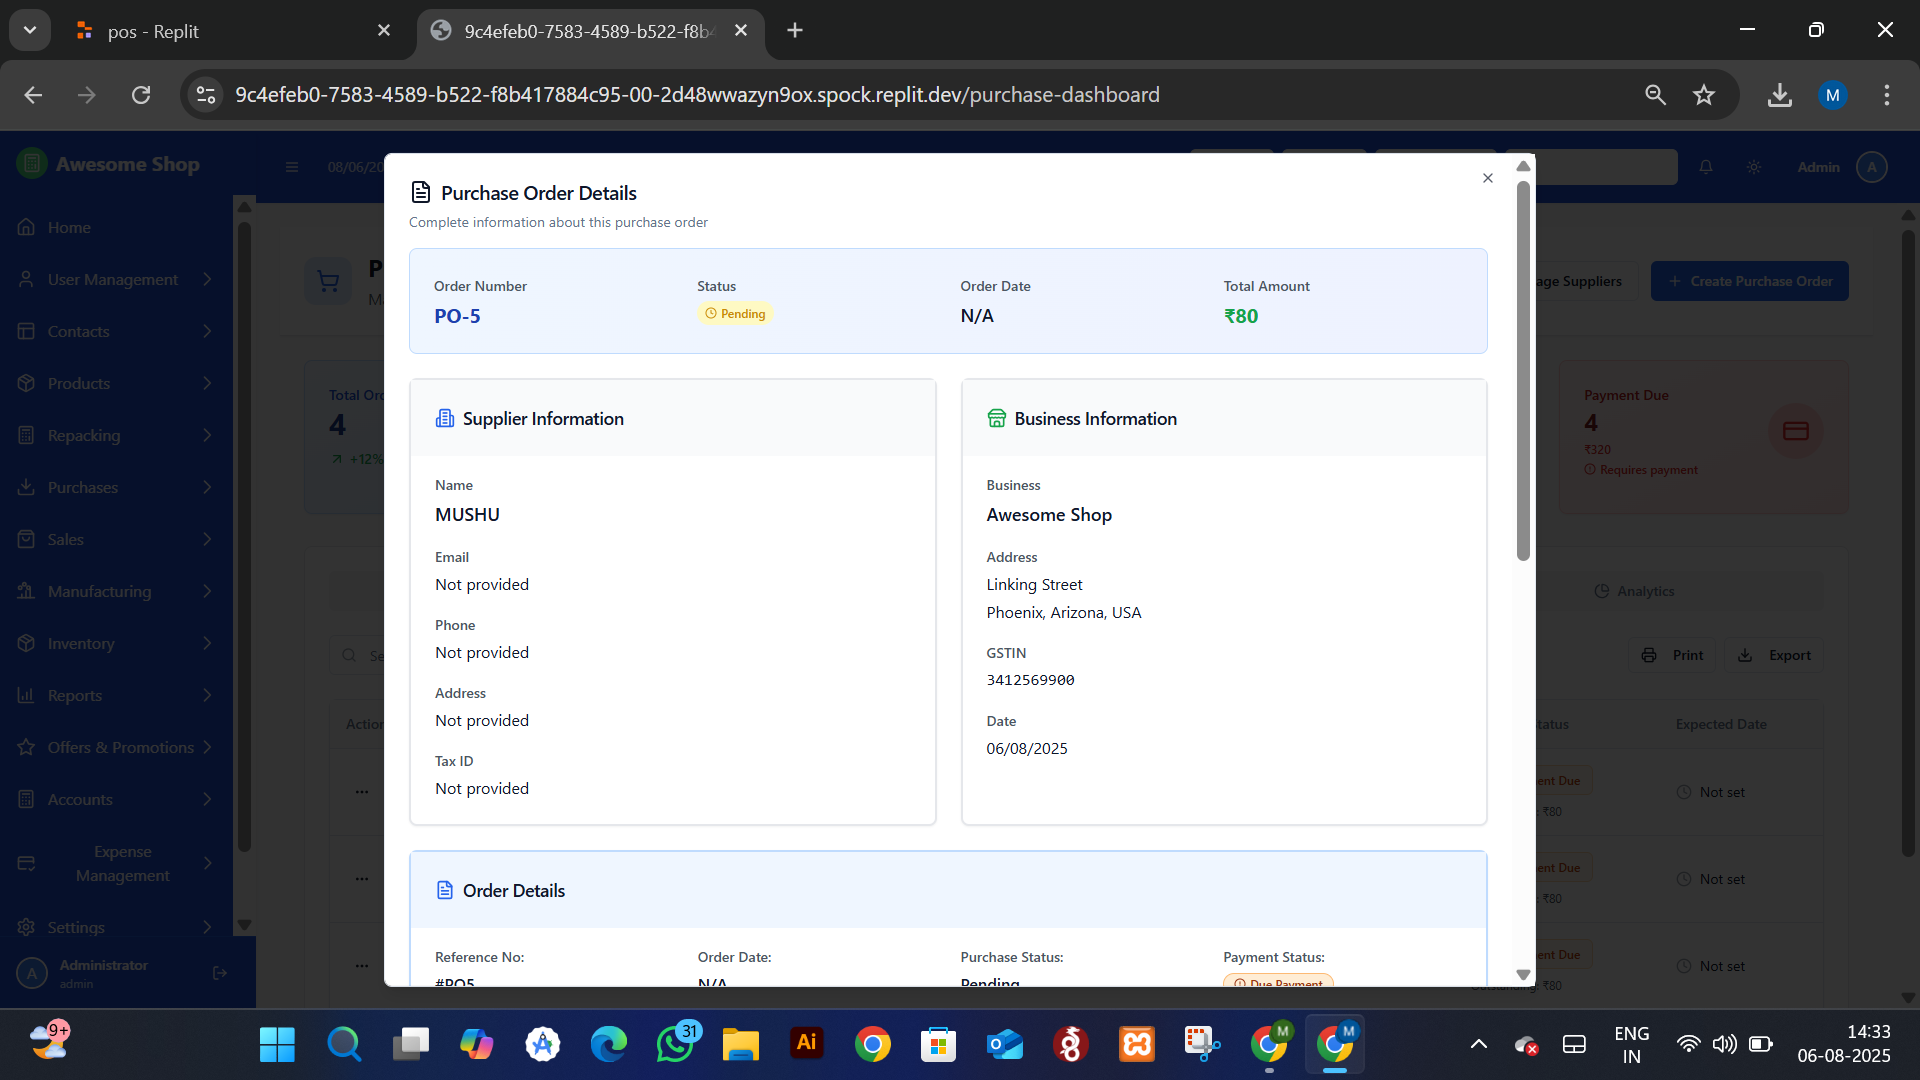 pos - Replit
9c4efeb0-7583-4589-b522-f8b4
9c4efeb0-7583-4589-b522-f8b417884c95-00-2d48wwazyn9ox.spock.replit.dev/purchase-dashboard
M
Awesome Shop
08/06/20
Admin
A
Home
User Management
Contacts
Products
Repacking
Purchases
Sales
Manufacturing
Inventory
Reports
Offers & Promotions
Accounts
Expense
Management
Settings
A
Administrator
admin
P
M
age Suppliers
Create Purchase Order
Total Ord
4
+12%
Payment Due
4
₹320
Requires payment
Analytics
Se
Print
Export
Action
tatus
Expected Date
ent Due
₹80
Not set
ent Due
₹80
Not set
ent Due
Outstanding: ₹80
Not set
Purchase Order Details
Complete information about this purchase order
Order Number
Status
Order Date
Total Amount
PO-5
Pending
N/A
₹80
Supplier Information
Name
MUSHU
Email
Not provided
Phone
Not provided
Address
Not provided
Tax ID
Not provided
Business Information
Business
Awesome Shop
Address
Linking Street
Phoenix, Arizona, USA
GSTIN
3412569900
Date
06/08/2025
Order Details
Reference No:
Order Date:
Purchase Status:
Payment Status:
#PO5
N/A
Pending
Due Payment
9+
31
Ai
M
M
ENG
IN
14:33
06-08-2025